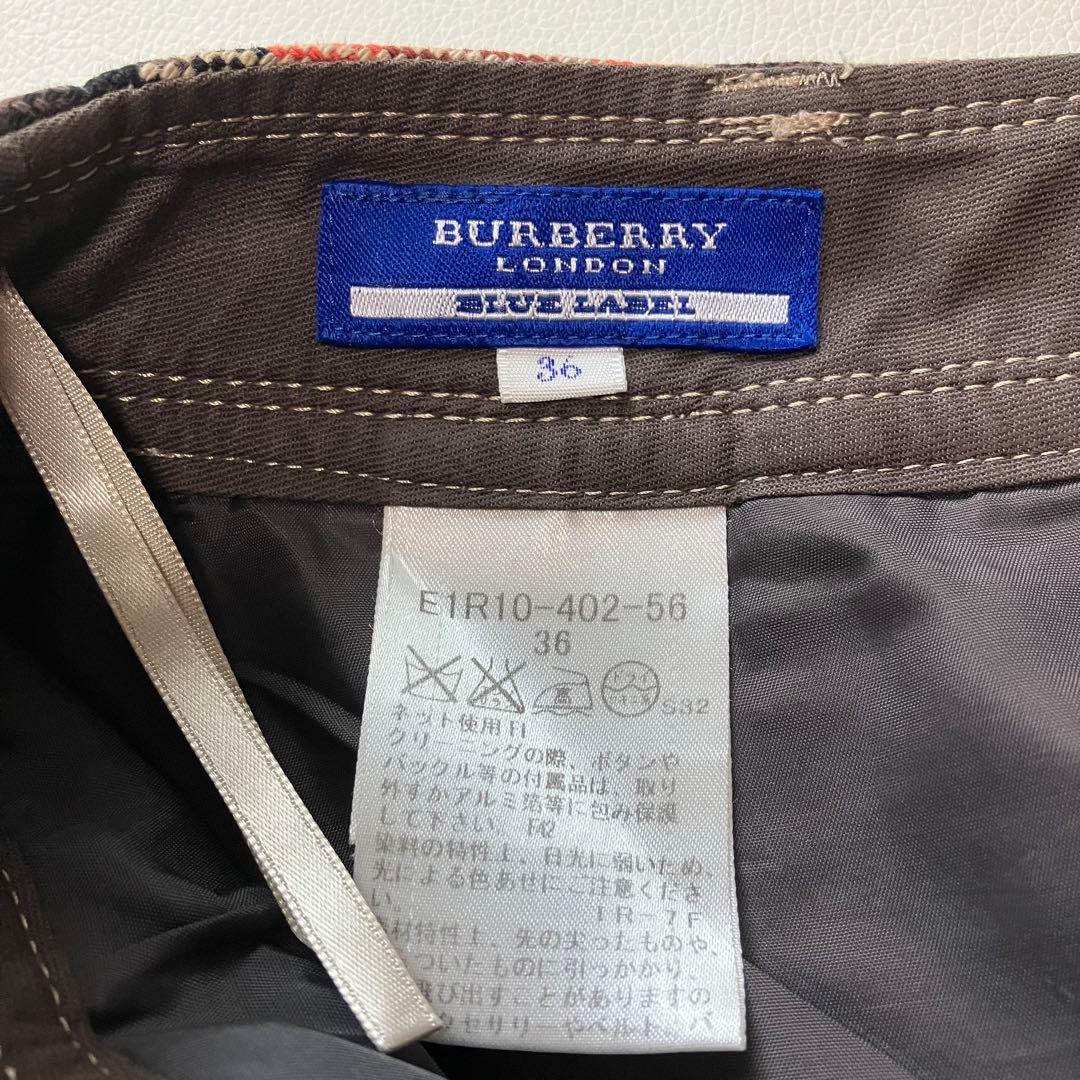 BURBERRY
LONDON
BLUE LABEL
36
E1R10-402-56
36
S32
ネット使用 F1
クリーニングの際、ボタンや
バックル等の付属品は、取り
外すかアルミ箔等に包み保護
して下さい。 F42
染料の特性上、日光に弱いため、
光による色あせにご注意くださ
い。 IR-7F
材特性上、先の尖ったものや、
ついたものに引っかかり、
飛び出すことがありますの
クセサリーやベルト、バ